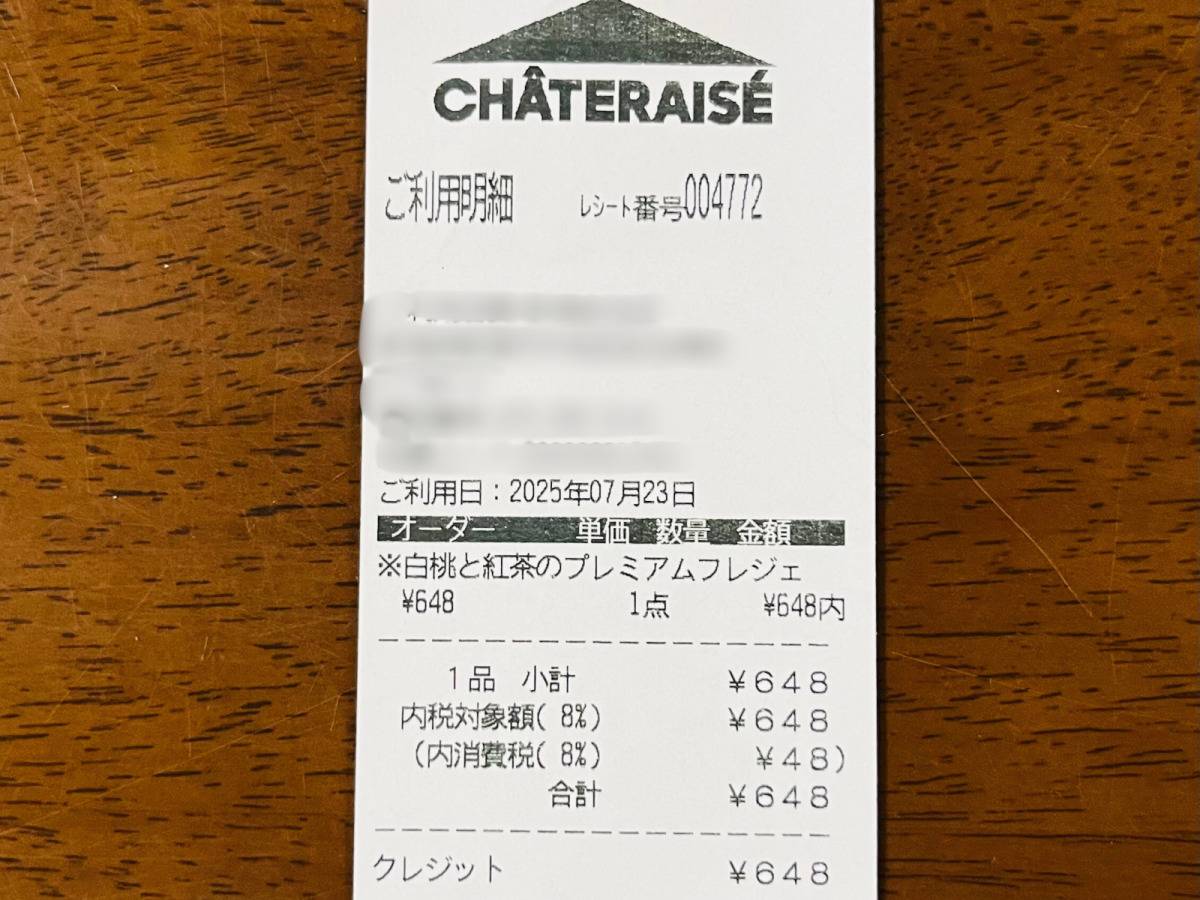 CHÂTERAISÉ
ご利用明細 レシート番号004772
ご利用日：2025年07月23日
オーダー 単価 数量 金額
※白桃と紅茶のプレミアムフレジェ
¥648 1点 ¥648内
1品 小計 ¥648
内税対象額( 8%) ¥648
(内消費税( 8%) ¥48)
合計 ¥648
クレジット ¥648